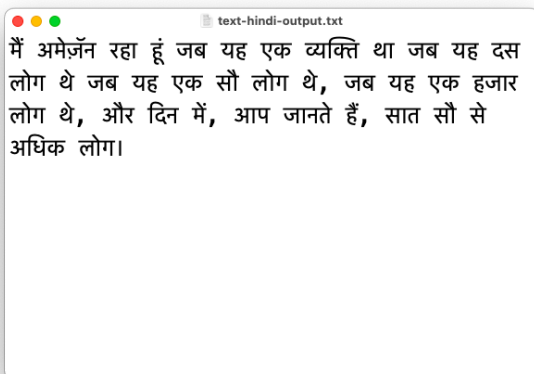 text-hindi-output.txt
मैं अमेज़ॅन रहा हूं जब यह एक व्यक्ति था जब यह दस
लोग थे जब यह एक सौ लोग थे, जब यह एक हजार
लोग थे, और दिन में, आप जानते हैं, सात सौ से
अधिक लोग।